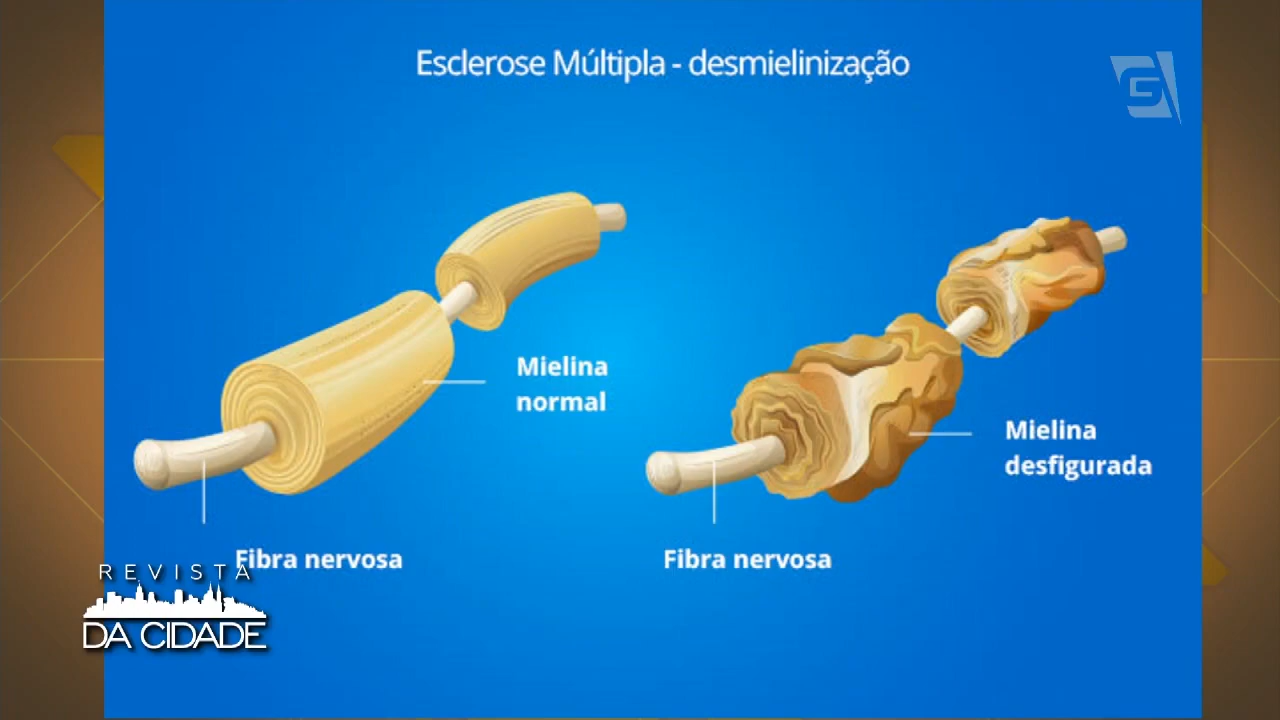 Esclerose Múltipla - desmielinização
Mielina
normal
Mielina
desfigurada
Fibra nervosa
Fibra nervosa
REVISTA
DA CIDADE